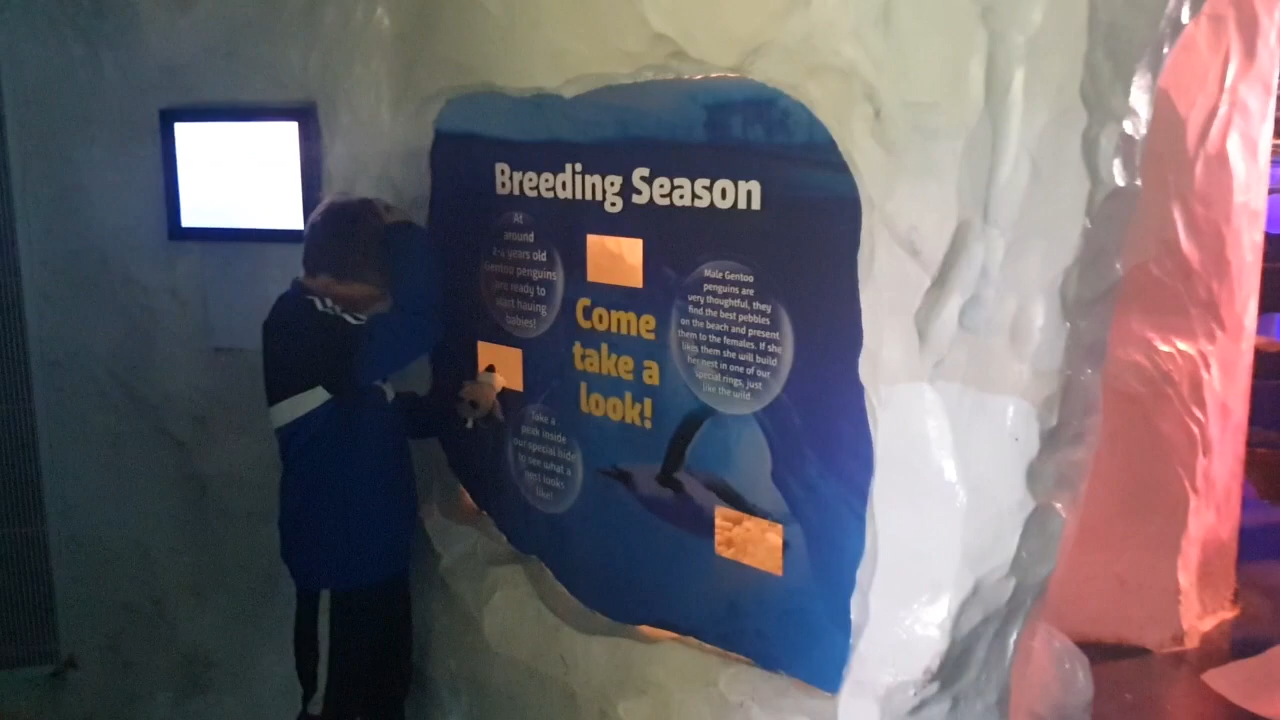 Breeding Season
At
around
2-4 years old
Gentoo penguins
are ready to
start having
babies!
Come
take a
look!
Male Gentoo
penguins are
very thoughtful, they
find the best pebbles
on the beach and present
them to the females. If she
likes them she will build
her nest in one of our
special rings, just
like the wild.
Take a
peek inside
our special hide
to see what a
nest looks
like!